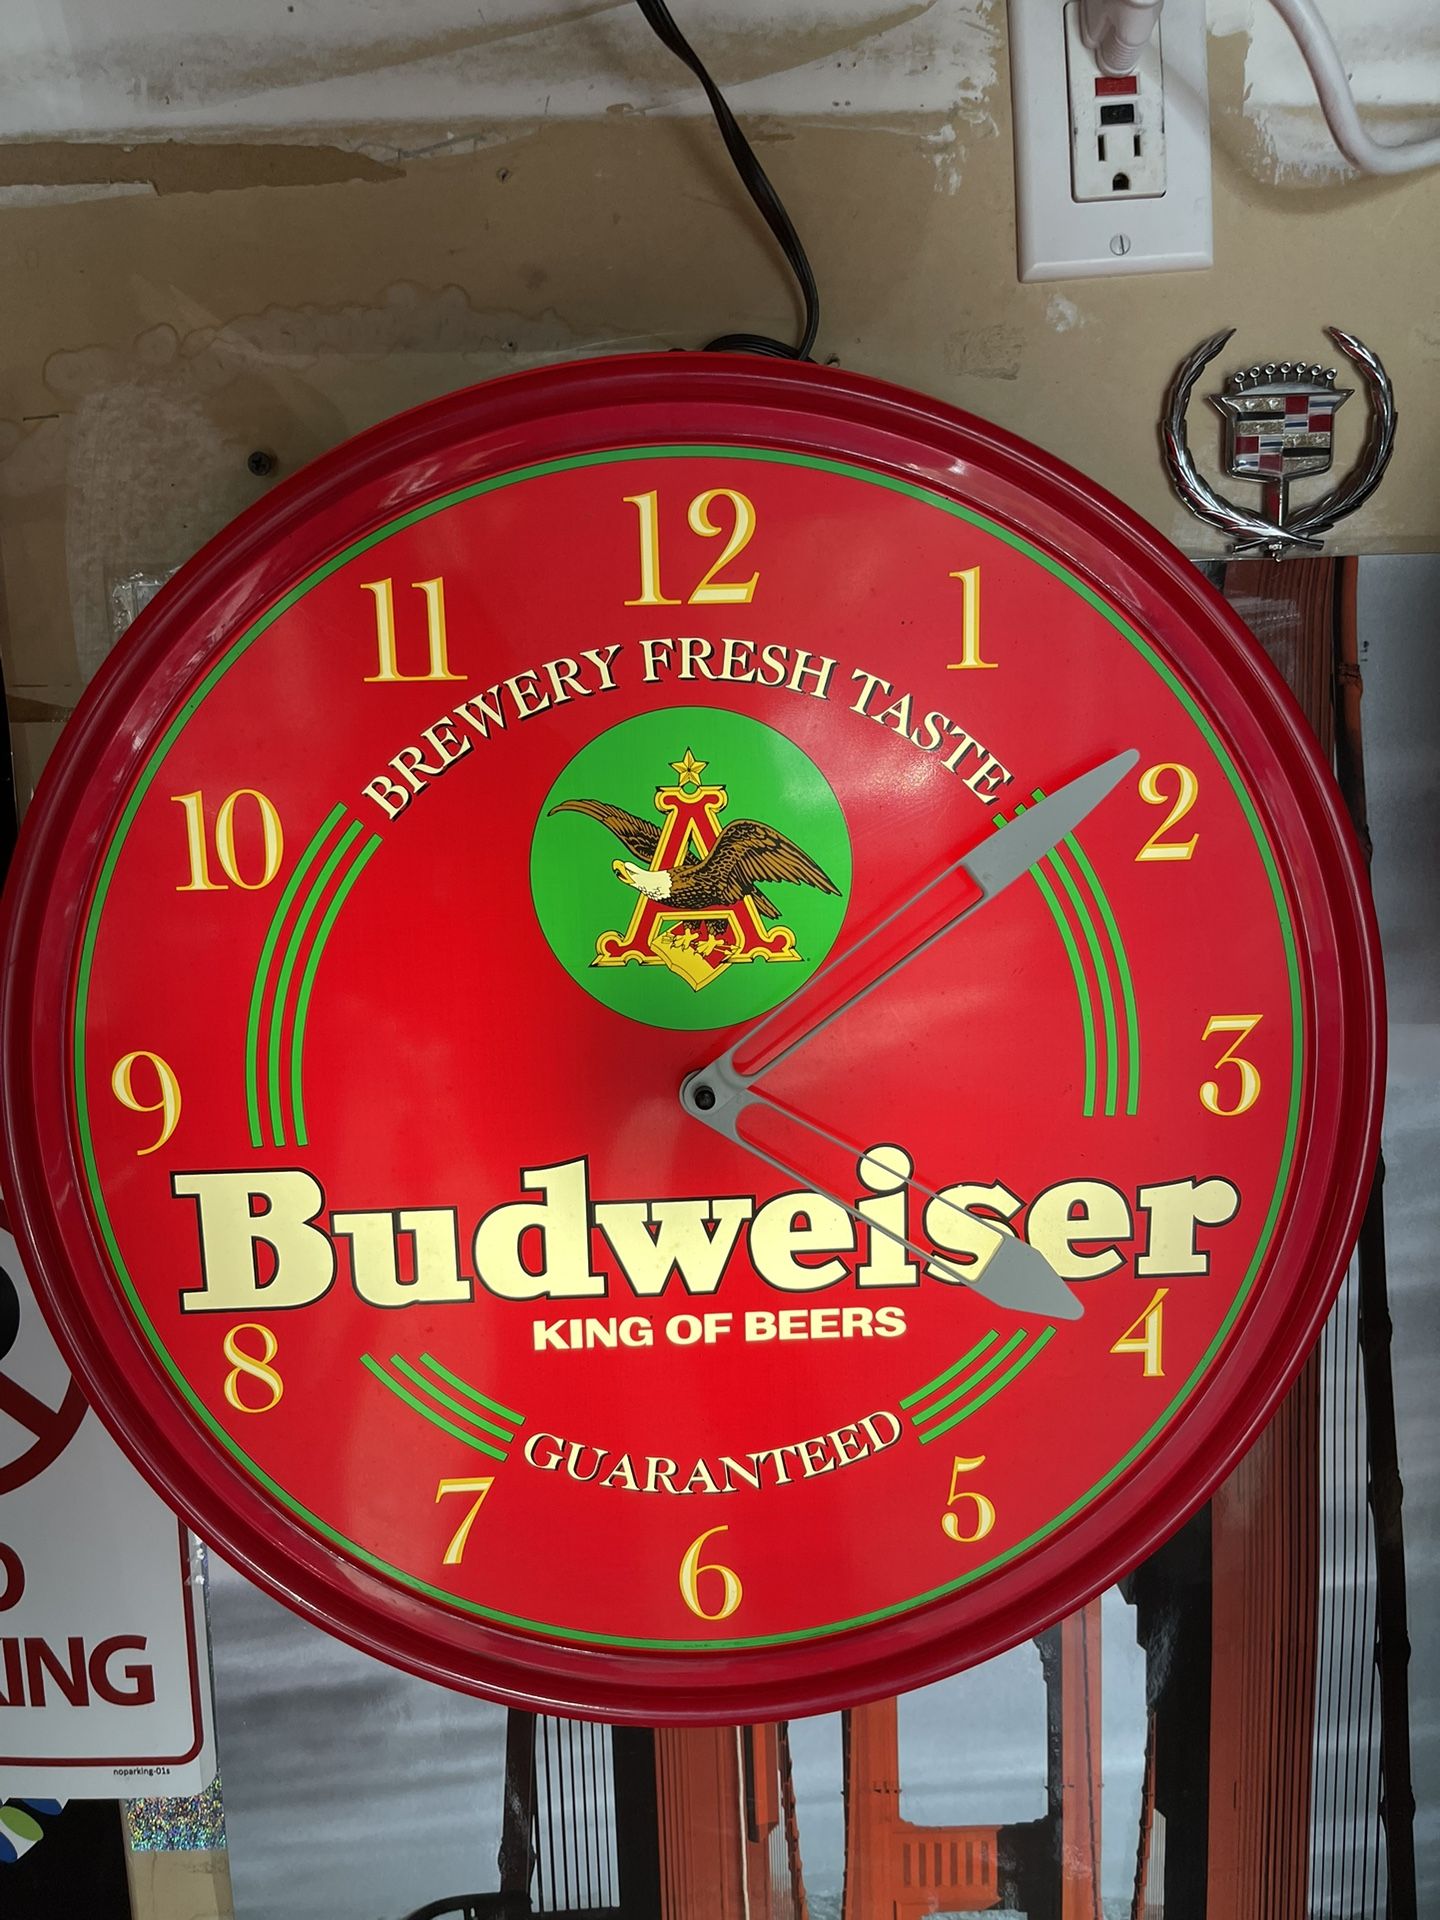 12
11
1
BREWERY FRESH TASTE
10
2
A
9
3
Budweiser
KING OF BEERS
8
4
GUARANTEED
7
5
6
KING
noparking-01s